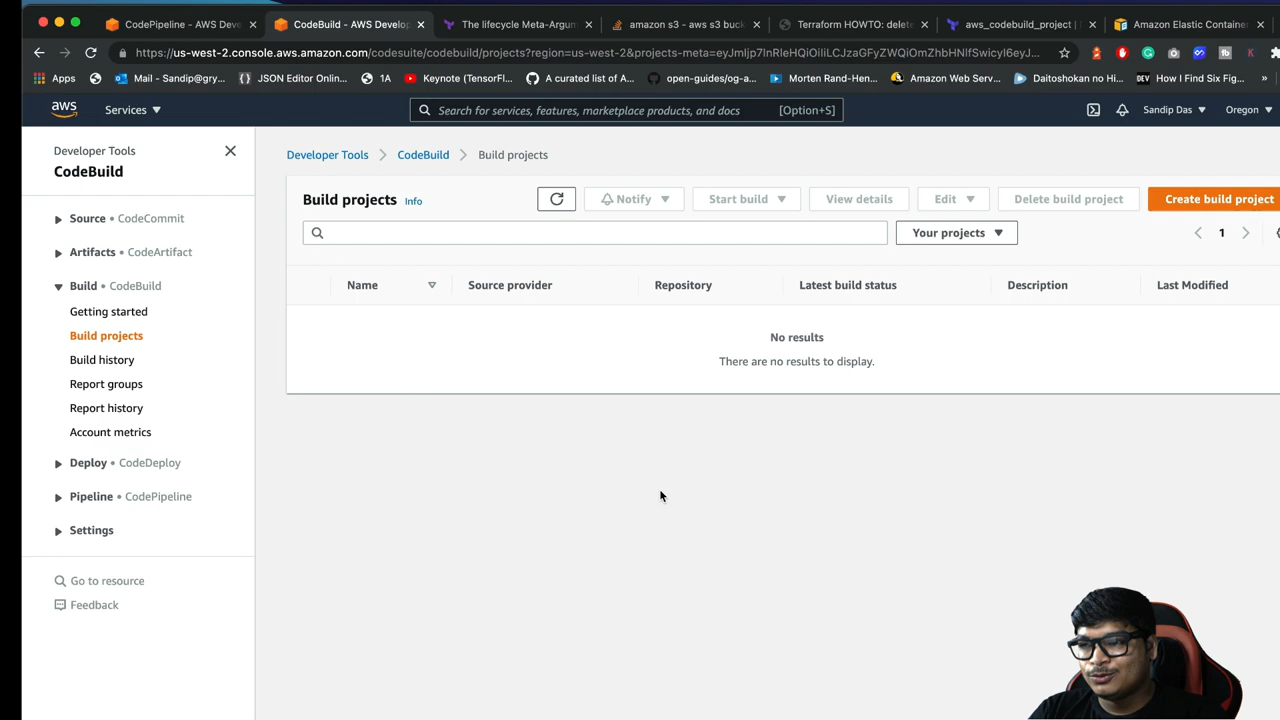 CodePipeline - AWS Deve
CodeBuild - AWS Develop
The lifecycle Meta-Argum
amazon s3 - aws s3 buck
Terraform HOWTO: delet
aws_codebuild_project |
Amazon Elastic Containe
https://us-west-2.console.aws.amazon.com/codesuite/codebuild/projects?region=us-west-2&projects-meta=
Apps
Mail - Sandip@gry...
JSON Editor Onlin...
1A
Keynote (TensorFl...
A curated list of A...
open-guides/og-a...
Morten Rand-Hen...
Amazon Web Serv...
Daitoshokan no Hi...
DEV
How I Find Six Fig...
»
aws
Services
Search for services, features, marketplace products, and docs [Option+S]
Sandip Das
Oregon
Developer Tools
CodeBuild
Source • CodeCommit
Artifacts • CodeArtifact
Build • CodeBuild
Getting started
Build projects
Build history
Report groups
Report history
Account metrics
Deploy • CodeDeploy
Pipeline • CodePipeline
Settings
Go to resource
Feedback
Developer Tools
CodeBuild
Build projects
Build projects Info
Notify
Start build
View details
Edit
Delete build project
Create build project
Your projects
1
Name
Source provider
Repository
Latest build status
Description
Last Modified
No results
There are no results to display.